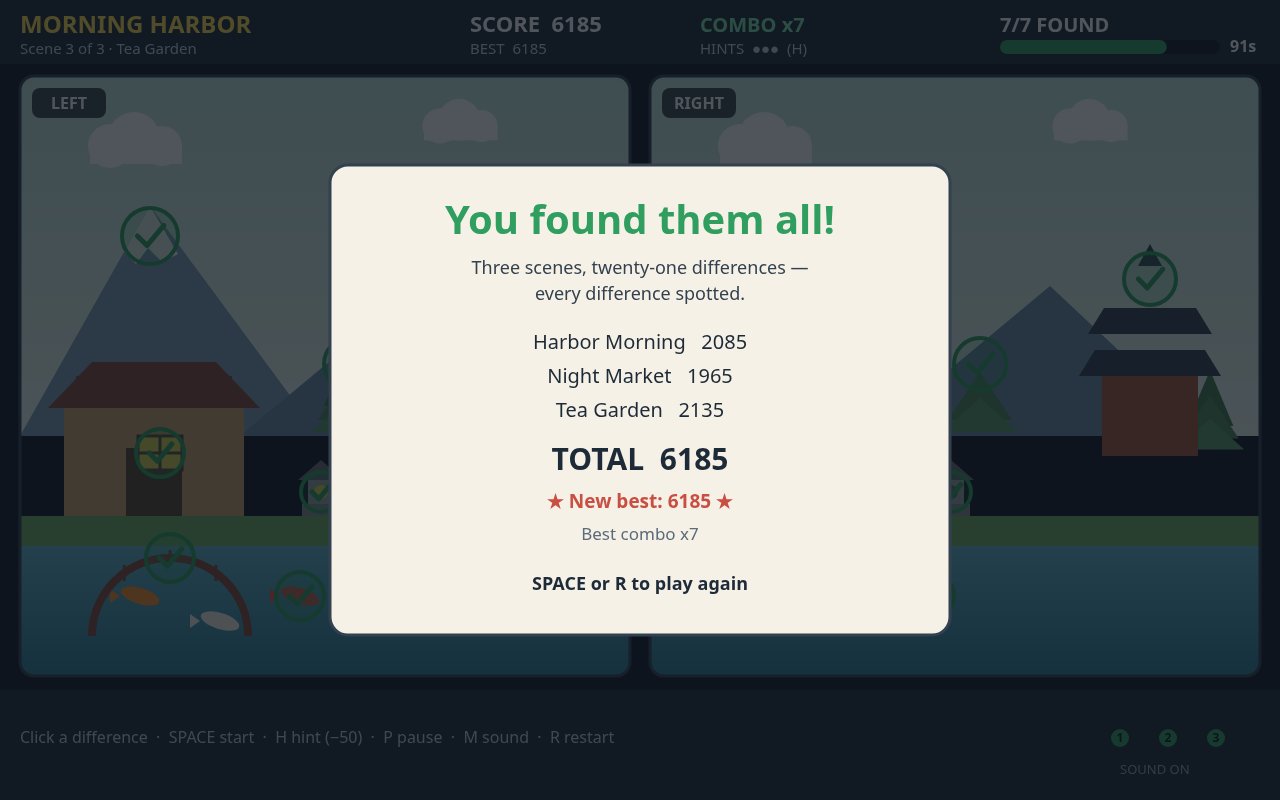 MORNING HARBOR
Scene 3 of 3 · Tea Garden
SCORE 6185
BEST 6185
COMBO x7
HINTS ●●● (H)
7/7 FOUND
91s
LEFT
RIGHT
You found them all!
Three scenes, twenty-one differences —
every difference spotted.
Harbor Morning 2085
Night Market 1965
Tea Garden 2135
TOTAL 6185
★ New best: 6185 ★
Best combo x7
SPACE or R to play again
Click a difference · SPACE start · H hint (−50) · P pause · M sound · R restart
1 2 3
SOUND ON